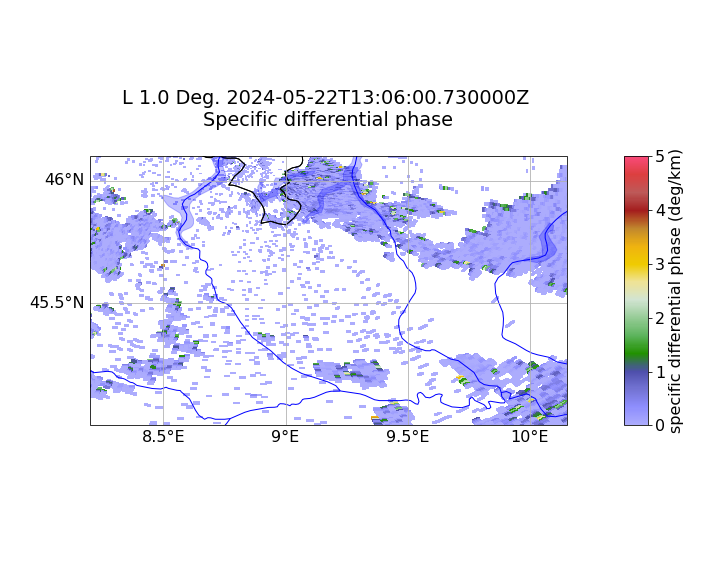 L 1.0 Deg. 2024-05-22T13:06:00.730000Z
Specific differential phase
46°N
45.5°N
8.5°E
9°E
9.5°E
10°E
5
4
3
2
1
0
specific differential phase (deg/km)